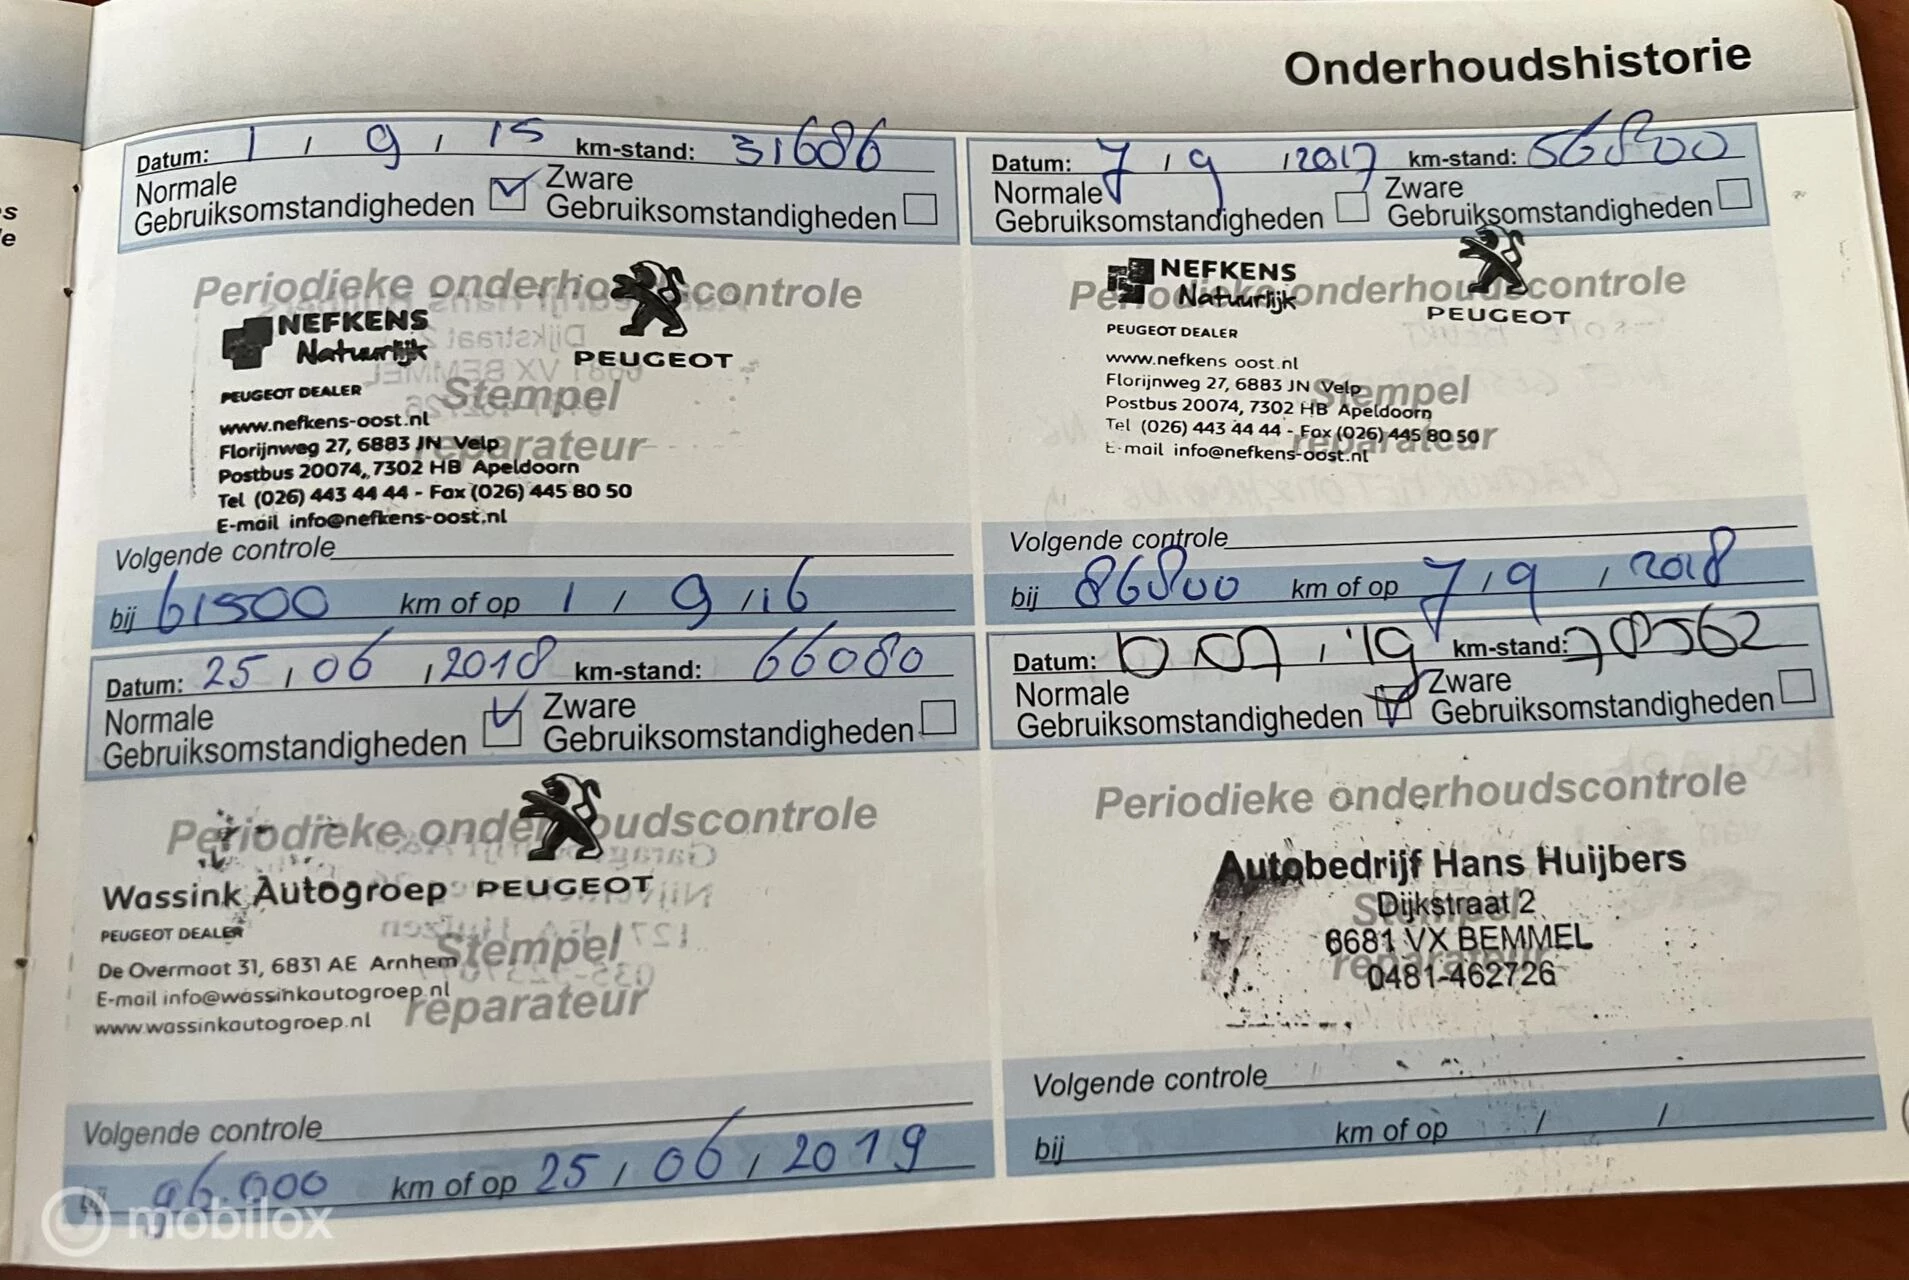 Onderhoudshistorie
Datum: 1 / 9 / 15 km-stand: 31686
Normale
Gebruiksomstandigheden
Zware
Gebruiksomstandigheden
Periodieke onderhoudscontrole
NEFKENS
Natuurlijk
PEUGEOT
PEUGEOT DEALER
Stempel
reparateur
www.nefkens-oost.nl
Florijnweg 27, 6883 JN Velp
Postbus 20074, 7302 HB Apeldoorn
Tel (026) 443 44 44 - Fax (026) 445 80 50
E-mail info@nefkens-oost.nl
Volgende controle
bij 61500 km of op 1 / 9 / 16
Datum: 7 / 9 / 2017 km-stand: 56800
Normale
Gebruiksomstandigheden
Zware
Gebruiksomstandigheden
Periodieke onderhoudscontrole
NEFKENS
Natuurlijk
PEUGEOT
PEUGEOT DEALER
Stempel
reparateur
www.nefkens oost.nl
Florijnweg 27, 6883 JN Velp
Postbus 20074, 7302 HB Apeldoorn
Tel (026) 443 44 44 - Fax (026) 445 80 50
E-mail info@nefkens-oost.nl
Volgende controle
bij 86800 km of op 7 / 9 / 2018
Datum: 25 / 06 / 2018 km-stand: 66080
Normale
Gebruiksomstandigheden
Zware
Gebruiksomstandigheden
Periodieke onderhoudscontrole
Wassink Autogroep PEUGEOT
PEUGEOT DEALER
Stempel
reparateur
De Overmaat 31, 6831 AE Arnhem
E-mail info@wassinkautogroep.nl
www.wassinkautogroep.nl
Volgende controle
bij 96.000 km of op 25 / 06 / 2019
Datum: 07 / '19 km-stand: 78562
Normale
Gebruiksomstandigheden
Zware
Gebruiksomstandigheden
Periodieke onderhoudscontrole
Autobedrijf Hans Huijbers
Stempel
reparateur
Dijkstraat 2
6681 VX BEMMEL
0481-462726
Volgende controle
bij km of op / /
mobilox